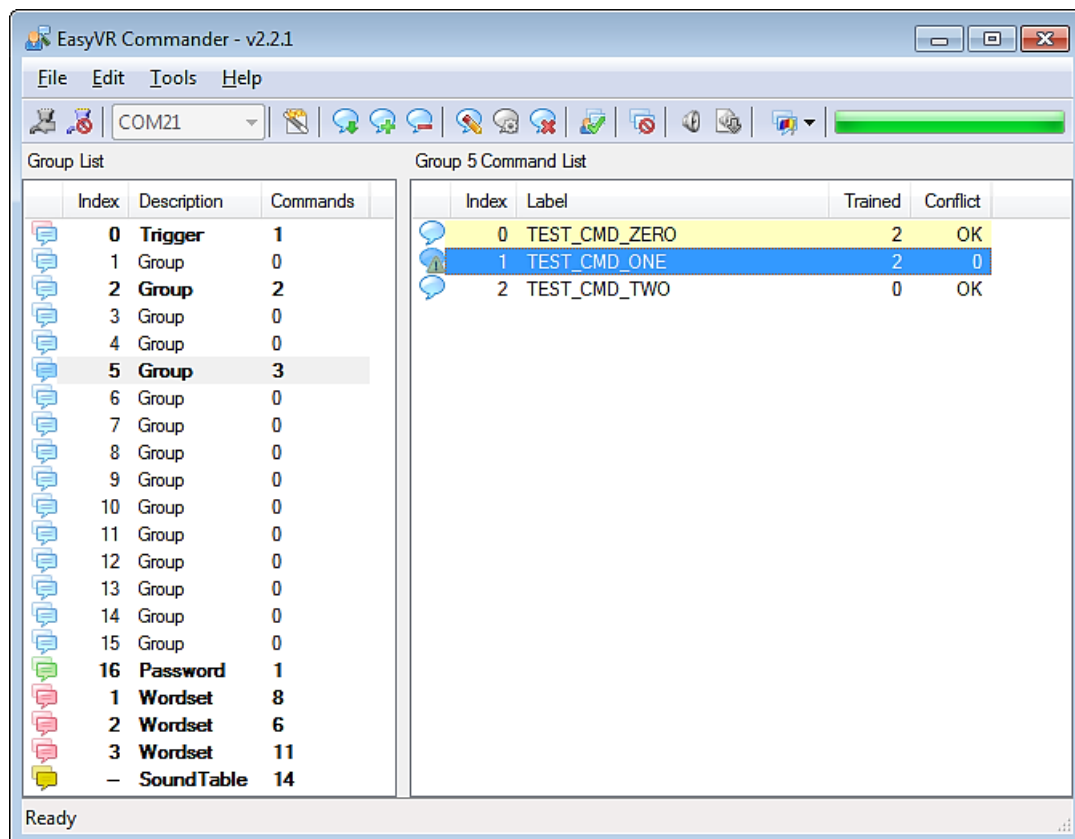 EasyVR Commander - v2.2.1
File Edit Tools Help
COM21
Group List
Group 5 Command List
Index Description Commands
0 Trigger 1
1 Group 0
2 Group 2
3 Group 0
4 Group 0
5 Group 3
6 Group 0
7 Group 0
8 Group 0
9 Group 0
10 Group 0
11 Group 0
12 Group 0
13 Group 0
14 Group 0
15 Group 0
16 Password 1
1 Wordset 8
2 Wordset 6
3 Wordset 11
– SoundTable 14
Index Label Trained Conflict
0 TEST_CMD_ZERO 2 OK
1 TEST_CMD_ONE 2 0
2 TEST_CMD_TWO 0 OK
Ready